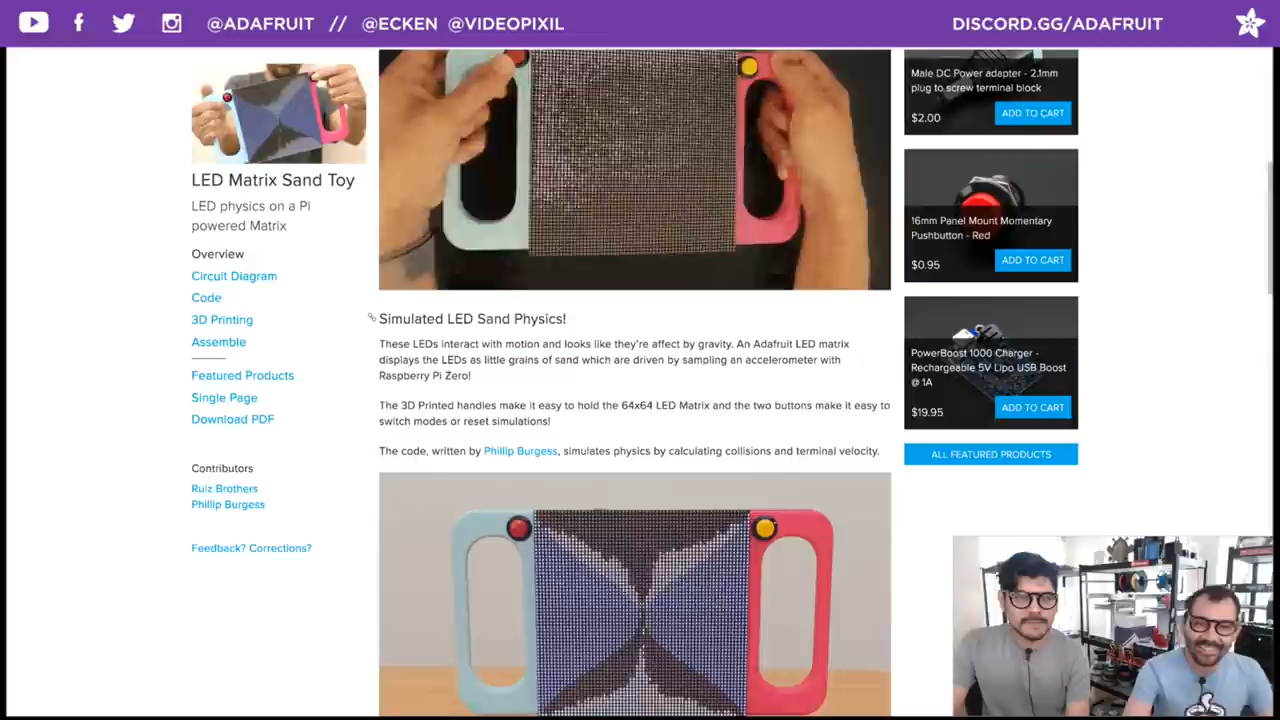 @ADAFRUIT // @ECKEN @VIDEOPIXIL
DISCORD.GG/ADAFRUIT
LED Matrix Sand Toy
LED physics on a Pi
powered Matrix
Overview
Circuit Diagram
Code
3D Printing
Assemble
Featured Products
Single Page
Download PDF
Contributors
Ruiz Brothers
Phillip Burgess
Feedback? Corrections?
Simulated LED Sand Physics!
These LEDs interact with motion and looks like they're affect by gravity. An Adafruit LED matrix
displays the LEDs as little grains of sand which are driven by sampling an accelerometer with
Raspberry Pi Zero!
The 3D Printed handles make it easy to hold the 64x64 LED Matrix and the two buttons make it easy to
switch modes or reset simulations!
The code, written by Phillip Burgess, simulates physics by calculating collisions and terminal velocity.
Male DC Power adapter - 2.1mm
plug to screw terminal block
$2.00
ADD TO CART
16mm Panel Mount Momentary
Pushbutton - Red
$0.95
ADD TO CART
PowerBoost 1000 Charger -
Rechargeable 5V Lipo USB Boost
@ 1A
$19.95
ADD TO CART
ALL FEATURED PRODUCTS